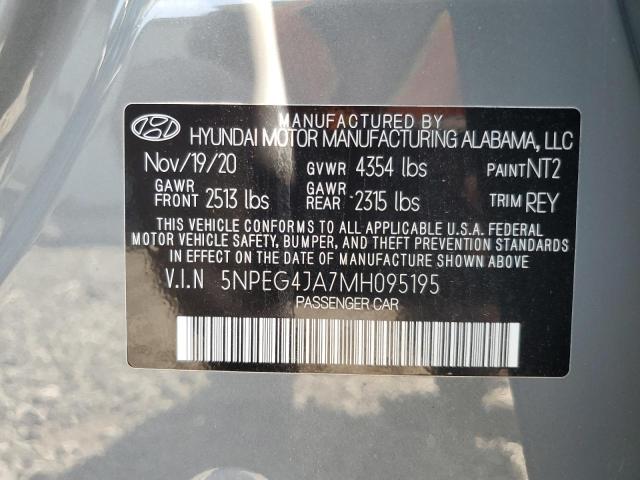 MANUFACTURED BY
HYUNDAI MOTOR MANUFACTURING ALABAMA, LLC
Nov/19/20 GVWR 4354 lbs PAINT NT2
GAWR FRONT 2513 lbs GAWR REAR 2315 lbs TRIM REY
THIS VEHICLE CONFORMS TO ALL APPLICABLE U.S.A. FEDERAL
MOTOR VEHICLE SAFETY, BUMPER, AND THEFT PREVENTION STANDARDS
IN EFFECT ON THE DATE OF MANUFACTURE SHOWN ABOVE.
V.I.N 5NPEG4JA7MH095195
PASSENGER CAR